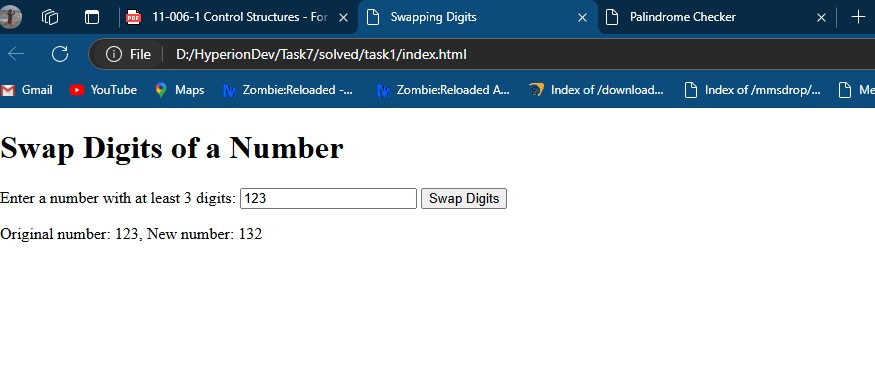 PDF
11-006-1 Control Structures - For
Swapping Digits
Palindrome Checker
File
D:/HyperionDev/Task7/solved/task1/index.html
Gmail
YouTube
Maps
Zombie:Reloaded -...
Zombie:Reloaded A...
Index of /download...
Index of /mmsdrop/...
Me
Swap Digits of a Number
Enter a number with at least 3 digits: 123 Swap Digits
Original number: 123, New number: 132